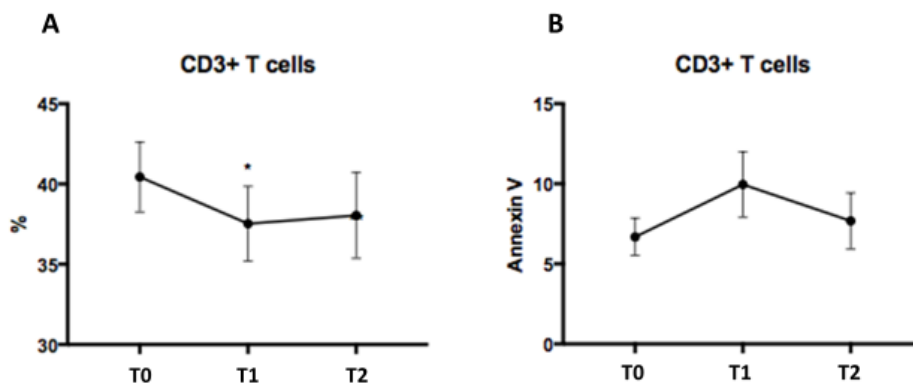 A
CD3+ T cells
45
40
35
30
%
*
T0 T1 T2
B
CD3+ T cells
15
10
5
0
Annexin V
T0 T1 T2